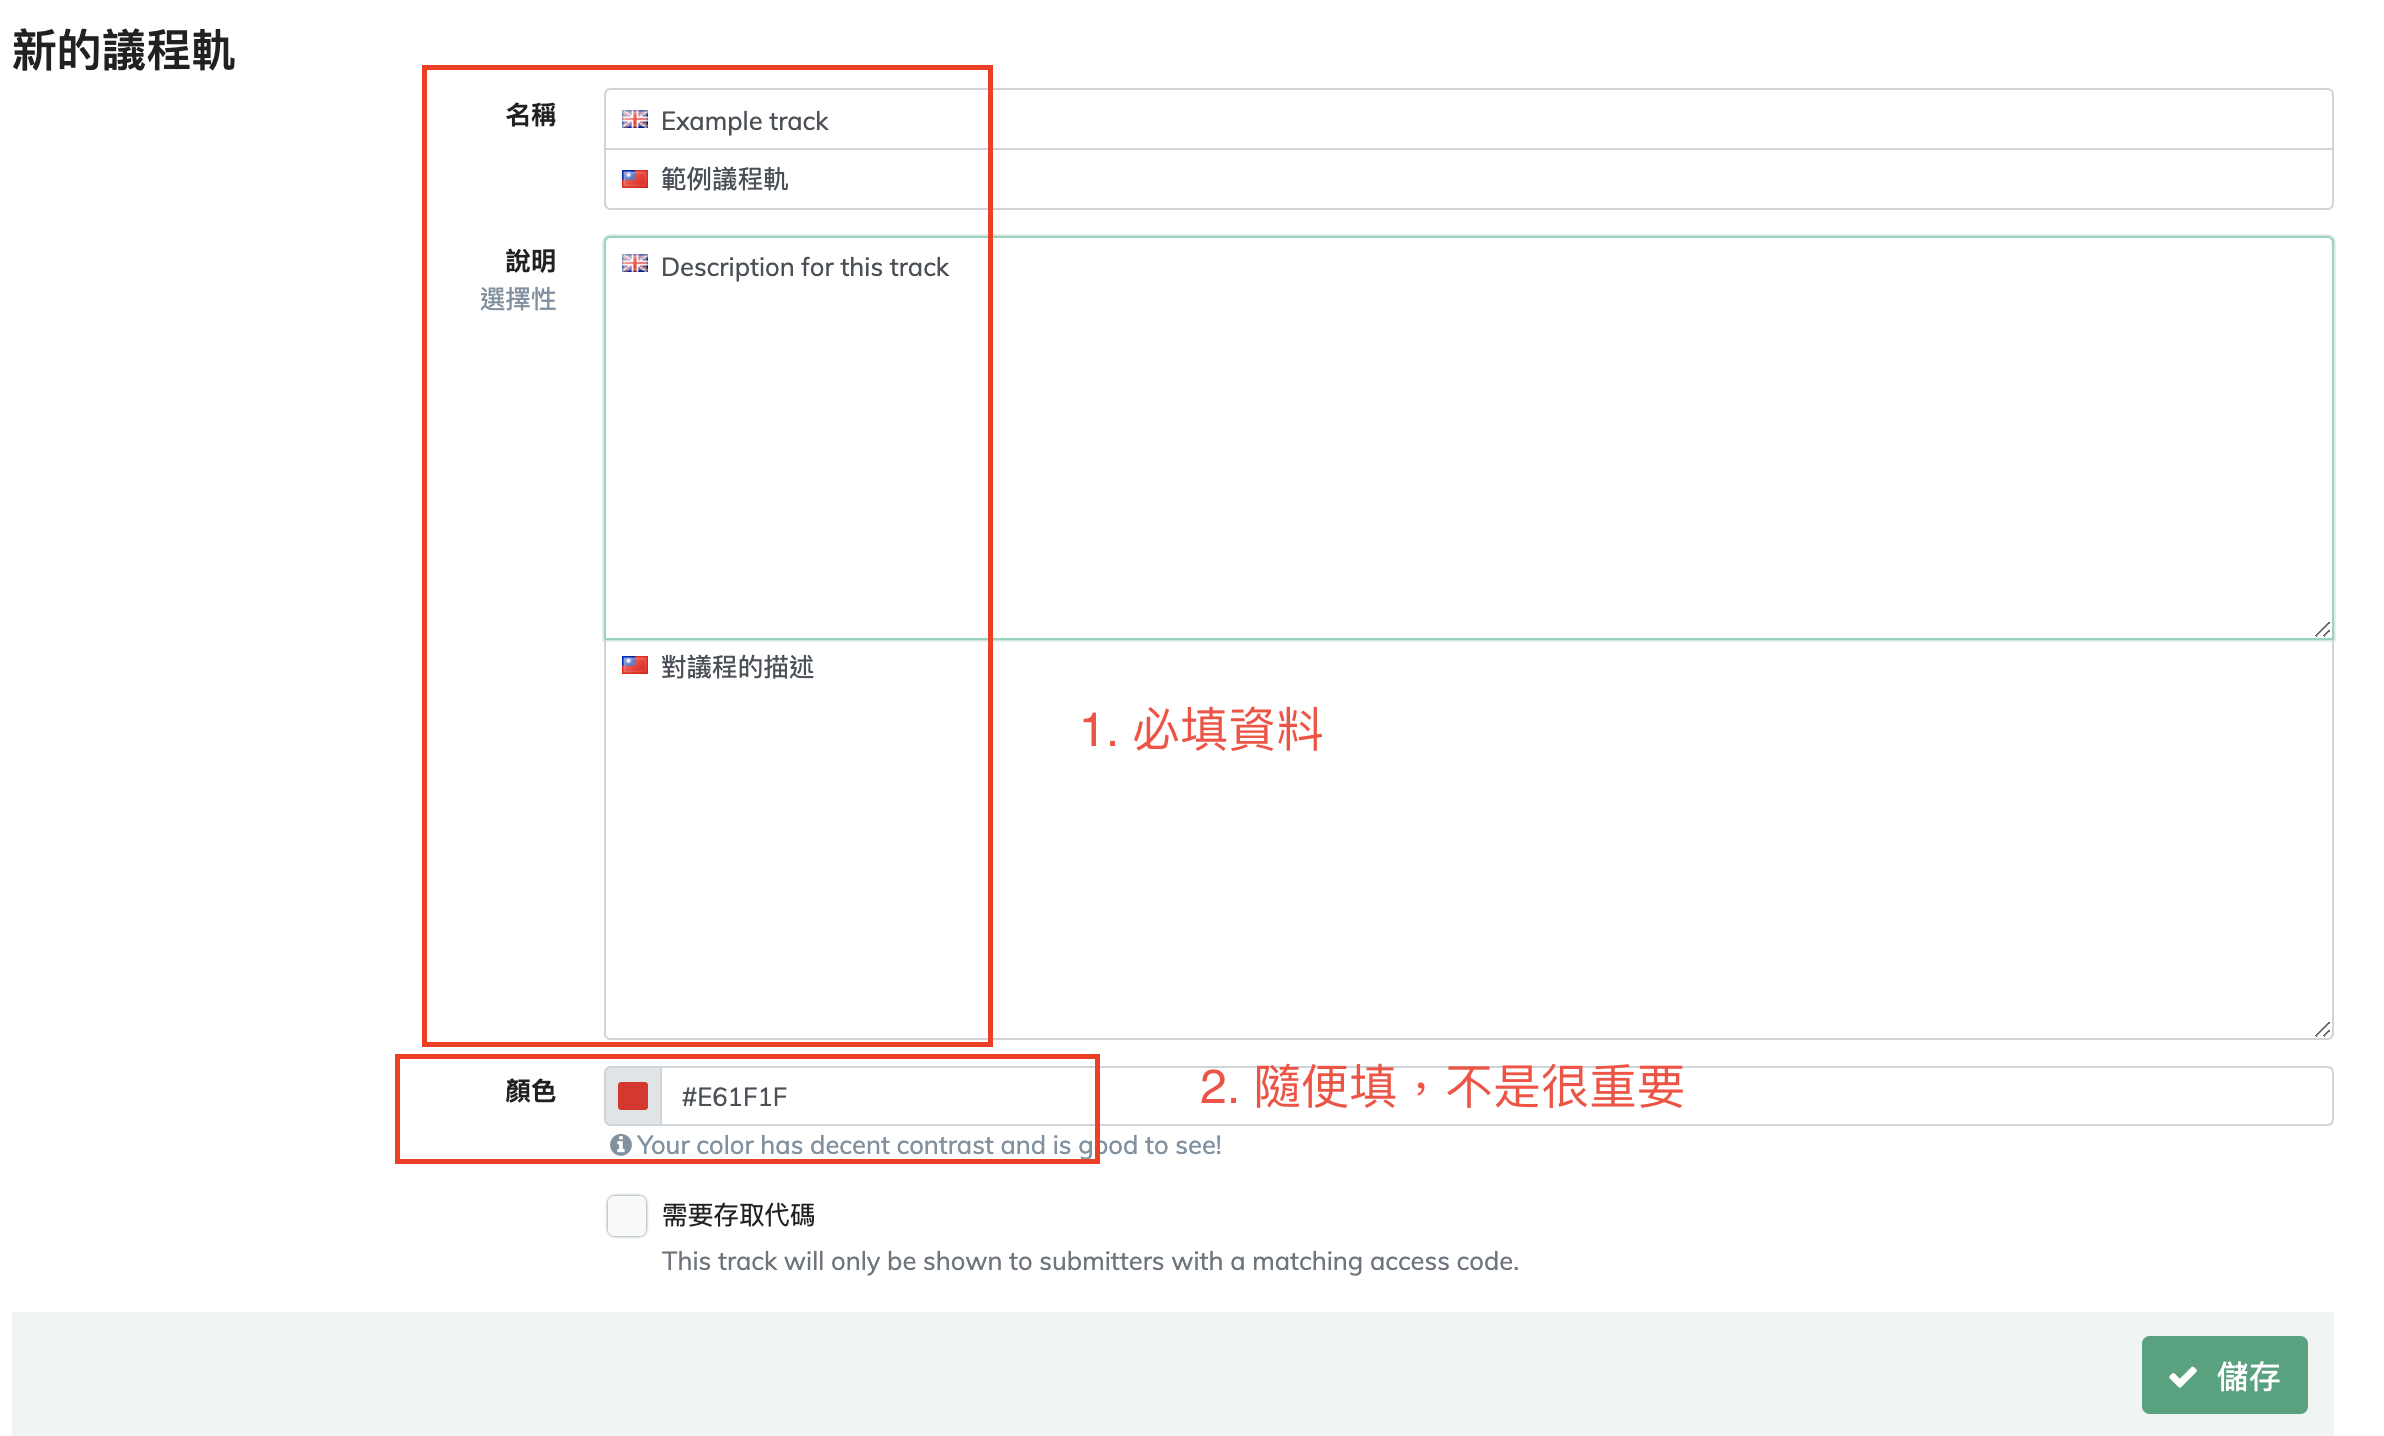 新的議程軌
名稱
Example track
範例議程軌
說明
選擇性
Description for this track
對議程的描述
1. 必填資料
顏色
#E61F1F
2. 隨便填，不是很重要
Your color has decent contrast and is good to see!
需要存取代碼
This track will only be shown to submitters with a matching access code.
儲存